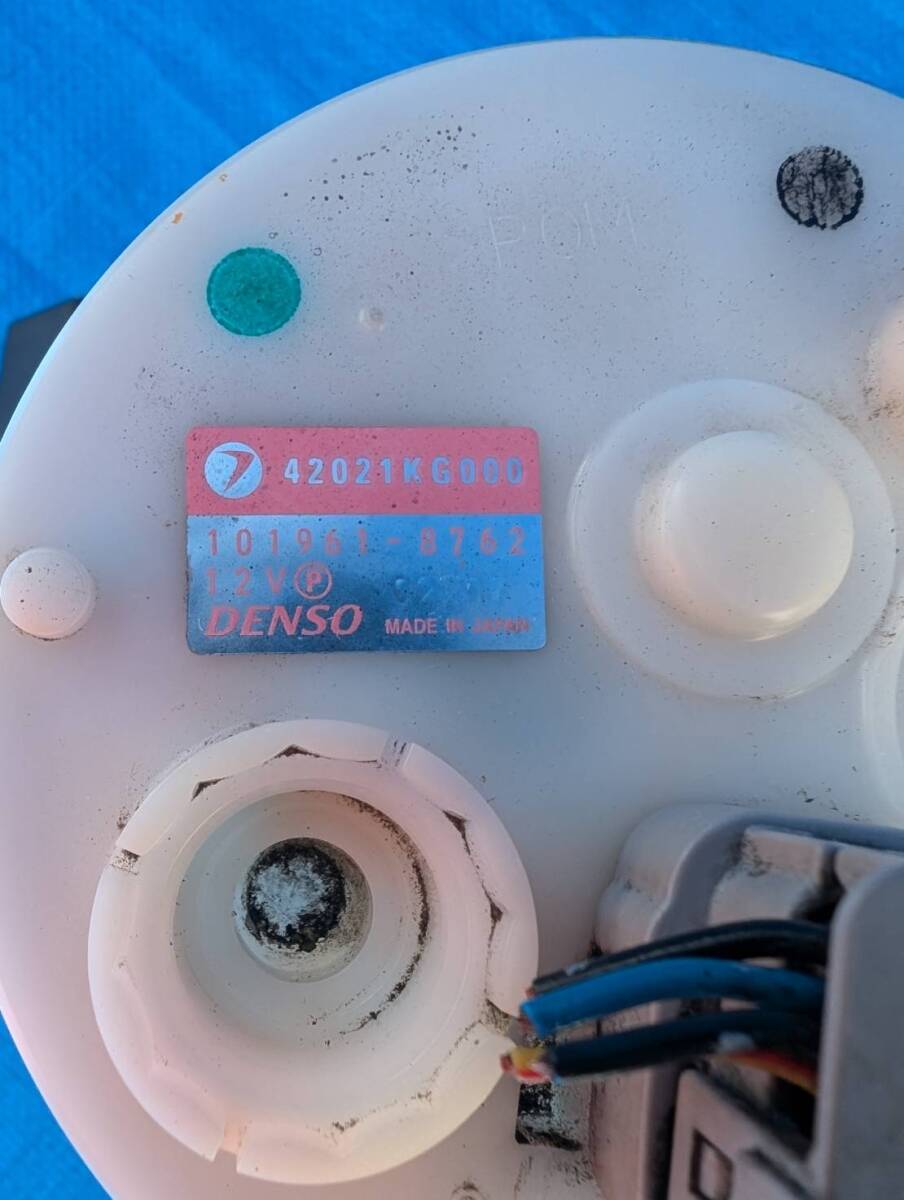 POM
42021KG000
101961-8762
12V P
DENSO MADE IN JAPAN